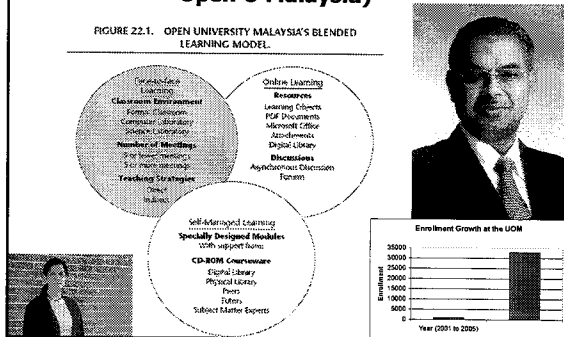 Open U Malaysia)
FIGURE 22.1. OPEN UNIVERSITY MALAYSIA'S BLENDED
LEARNING MODEL.
Face-to-face
Learning
Classroom Environment
Formal Classroom
Computer Laboratory
Science Laboratory
Number of Meetings
5 or fewer meetings
5 or more meetings
Teaching Strategies
Direct
Indirect
Online Learning
Resources
Learning Objects
PDF Documents
Microsoft Office
Attachments
Digital Library
Discussions
Asynchronous Discussion
Forums
Self-Managed Learning
Specially Designed Modules
With support from:
CD-ROM Courseware
Digital Library
Physical Library
Peers
Tutors
Subject Matter Experts
Enrollment Growth at the UOM
Enrollment
35000
30000
25000
20000
15000
10000
5000
0
Year (2001 to 2005)